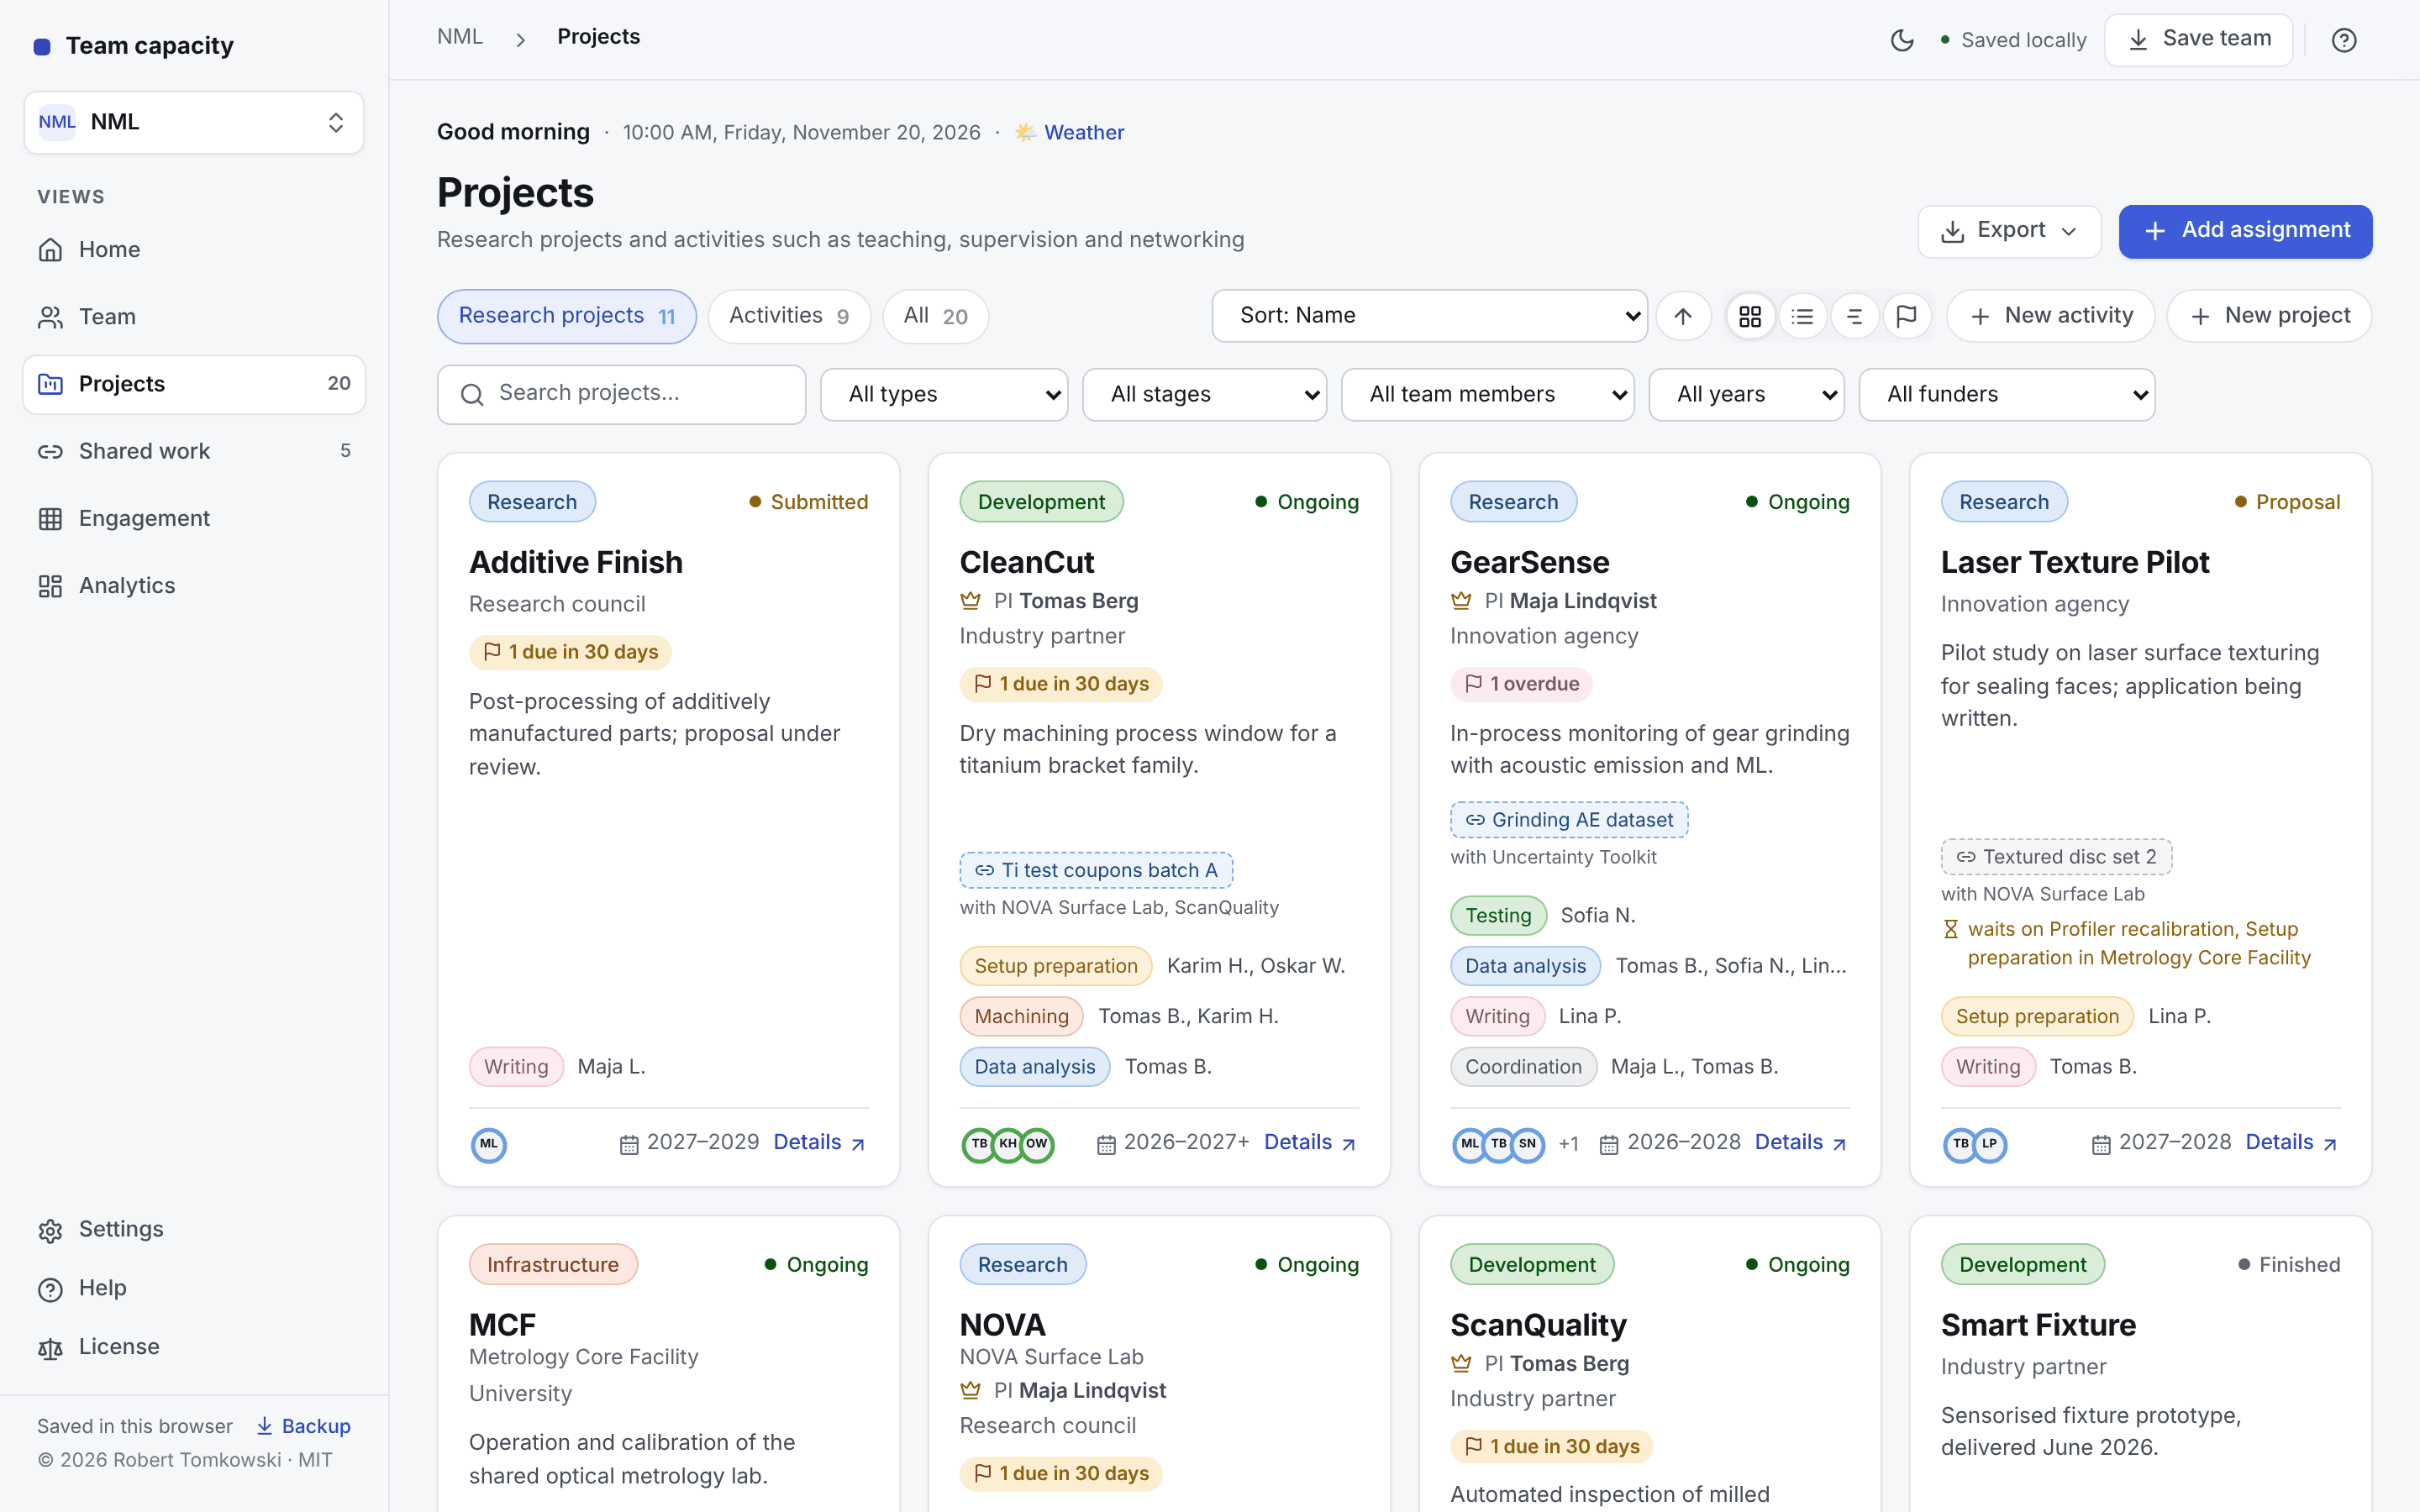 Team capacity
NML NML
VIEWS
Home
Team
Projects 20
Shared work 5
Engagement
Analytics
Settings
Help
License
Saved in this browser Backup
© 2026 Robert Tomkowski · MIT
NML Projects
Saved locally Save team
Good morning · 10:00 AM, Friday, November 20, 2026 · Weather
Projects
Research projects and activities such as teaching, supervision and networking
Export Add assignment
Research projects 11 Activities 9 All 20 Sort: Name New activity New project
Search projects... All types All stages All team members All years All funders
Research Submitted
Additive Finish
Research council
1 due in 30 days
Post-processing of additively
manufactured parts; proposal under
review.
Writing Maja L.
ML 2027–2029 Details
Development Ongoing
CleanCut
PI Tomas Berg
Industry partner
1 due in 30 days
Dry machining process window for a
titanium bracket family.
Ti test coupons batch A
with NOVA Surface Lab, ScanQuality
Setup preparation Karim H., Oskar W.
Machining Tomas B., Karim H.
Data analysis Tomas B.
TB KH OW 2026–2027+ Details
Research Ongoing
GearSense
PI Maja Lindqvist
Innovation agency
1 overdue
In-process monitoring of gear grinding
with acoustic emission and ML.
Grinding AE dataset
with Uncertainty Toolkit
Testing Sofia N.
Data analysis Tomas B., Sofia N., Lin...
Writing Lina P.
Coordination Maja L., Tomas B.
ML TB SN +1 2026–2028 Details
Research Proposal
Laser Texture Pilot
Innovation agency
Pilot study on laser surface texturing
for sealing faces; application being
written.
Textured disc set 2
with NOVA Surface Lab
waits on Profiler recalibration, Setup
preparation in Metrology Core Facility
Setup preparation Lina P.
Writing Tomas B.
TB LP 2027–2028 Details
Infrastructure Ongoing
MCF
Metrology Core Facility
University
Operation and calibration of the
shared optical metrology lab.
Research Ongoing
NOVA
NOVA Surface Lab
PI Maja Lindqvist
Research council
1 due in 30 days
Development Ongoing
ScanQuality
PI Tomas Berg
Industry partner
1 due in 30 days
Automated inspection of milled
Development Finished
Smart Fixture
Industry partner
Sensorised fixture prototype,
delivered June 2026.